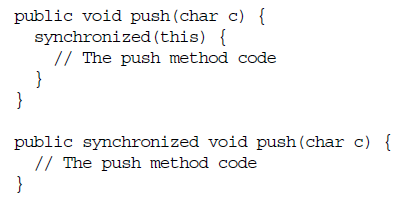 public void push(char c) {
  synchronized(this) {
    // The push method code
  }
}

public synchronized void push(char c) {
  // The push method code
}